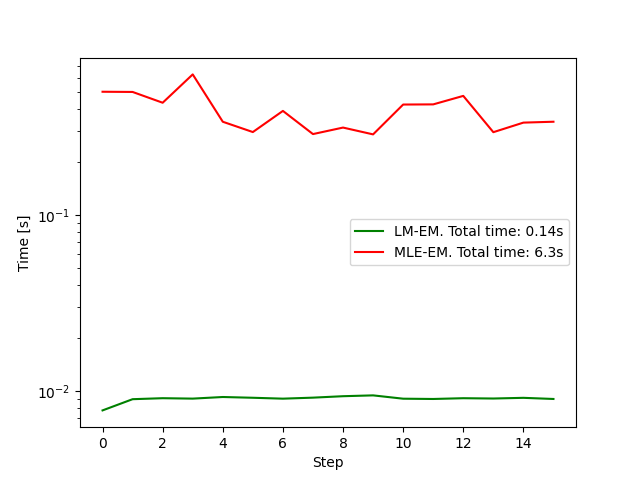 Time [s]
10⁻¹
10⁻²
LM-EM. Total time: 0.14s
MLE-EM. Total time: 6.3s
0 2 4 6 8 10 12 14
Step